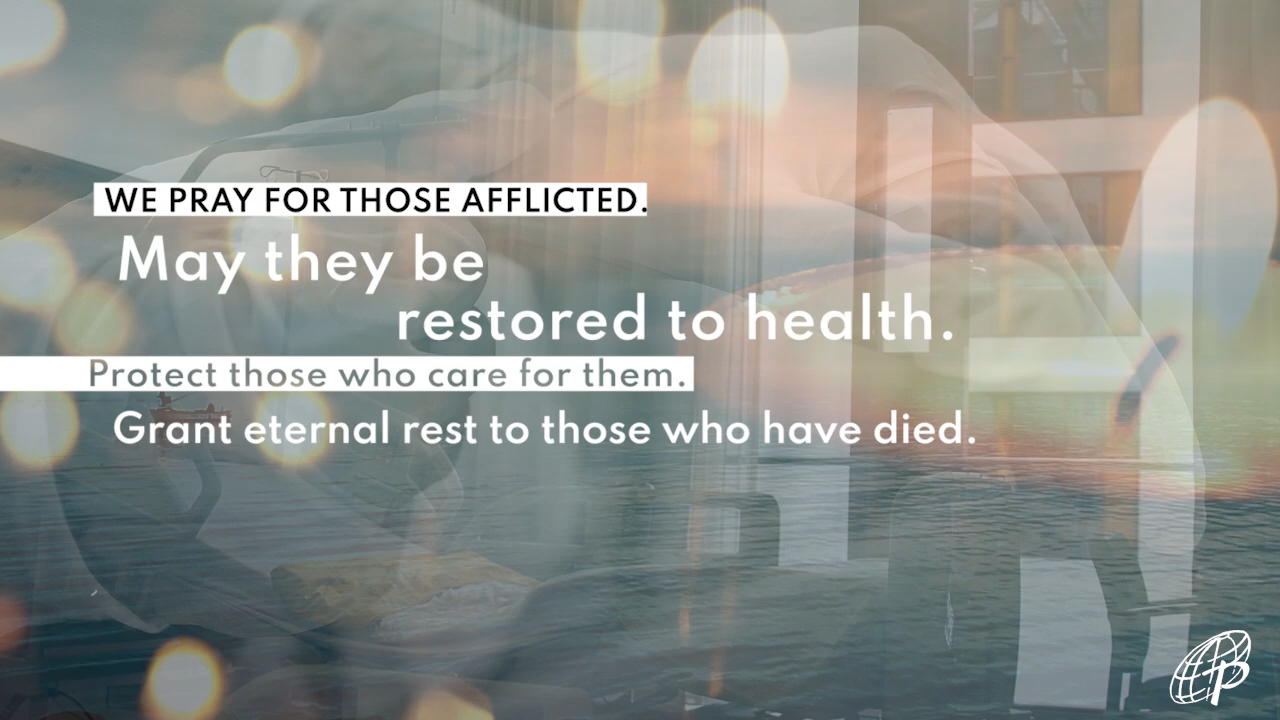 WE PRAY FOR THOSE AFFLICTED.
May they be
restored to health.
Protect those who care for them.
Grant eternal rest to those who have died.